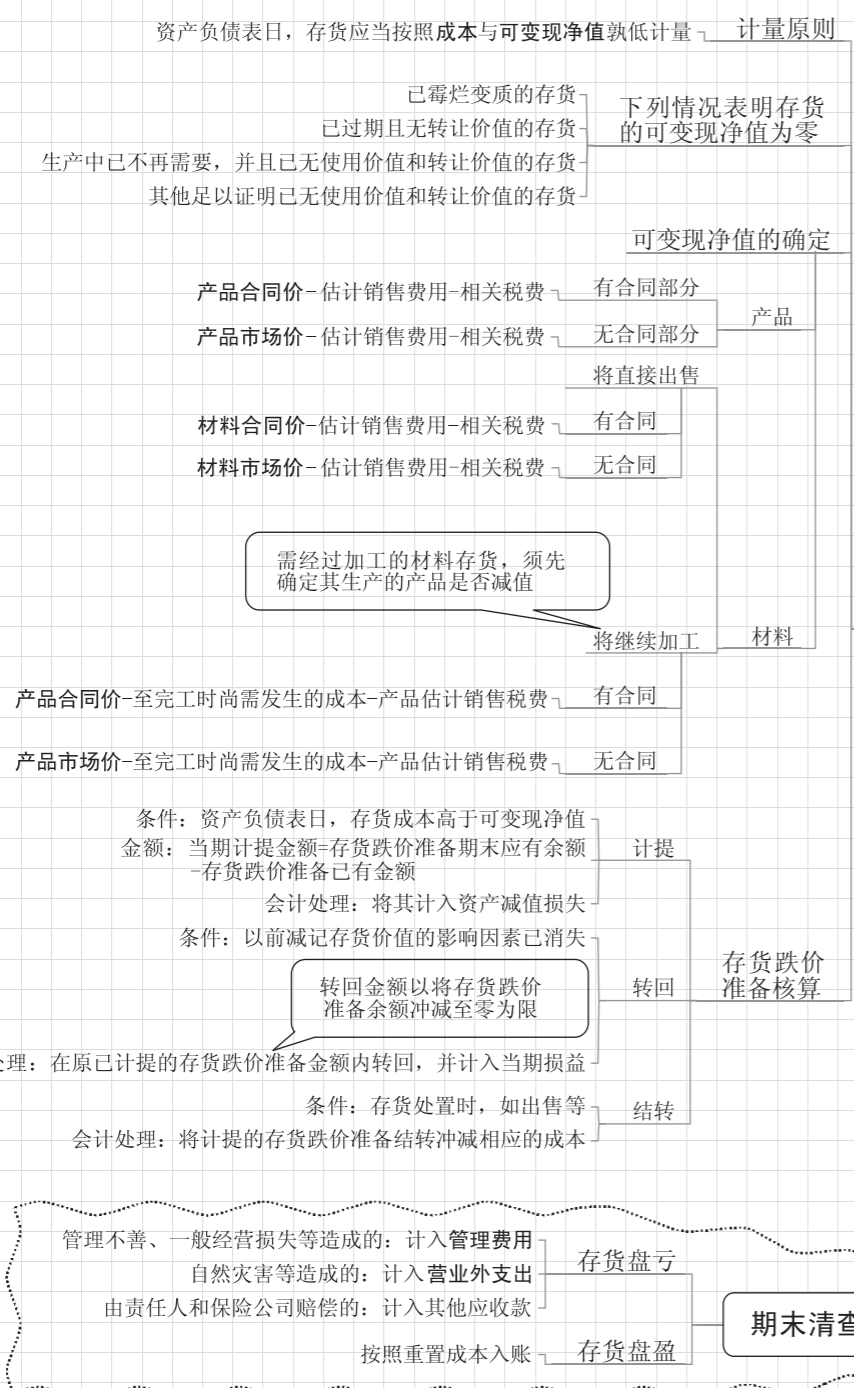 资产负债表日，存货应当按照成本与可变现净值孰低计量
计量原则
已霉烂变质的存货
已过期且无转让价值的存货
生产中已不再需要，并且已无使用价值和转让价值的存货
其他足以证明已无使用价值和转让价值的存货
下列情况表明存货
的可变现净值为零
可变现净值的确定
产品合同价-估计销售费用-相关税费
有合同部分
产品市场价-估计销售费用-相关税费
无合同部分
产品
将直接出售
材料合同价-估计销售费用-相关税费
有合同
材料市场价-估计销售费用-相关税费
无合同
需经过加工的材料存货，须先
确定其生产的产品是否减值
将继续加工
材料
产品合同价-至完工时尚需发生的成本-产品估计销售税费
有合同
产品市场价-至完工时尚需发生的成本-产品估计销售税费
无合同
条件：资产负债表日，存货成本高于可变现净值
金额：当期计提金额=存货跌价准备期末应有余额
-存货跌价准备已有金额
会计处理：将其计入资产减值损失
计提
条件：以前减记存货价值的影响因素已消失
转回金额以将存货跌价
准备余额冲减至零为限
理：在原已计提的存货跌价准备金额内转回，并计入当期损益
转回
存货跌价
准备核算
条件：存货处置时，如出售等
会计处理：将计提的存货跌价准备结转冲减相应的成本
结转
管理不善、一般经营损失等造成的：计入管理费用
自然灾害等造成的：计入营业外支出
由责任人和保险公司赔偿的：计入其他应收款
存货盘亏
按照重置成本入账
存货盘盈
期末清查